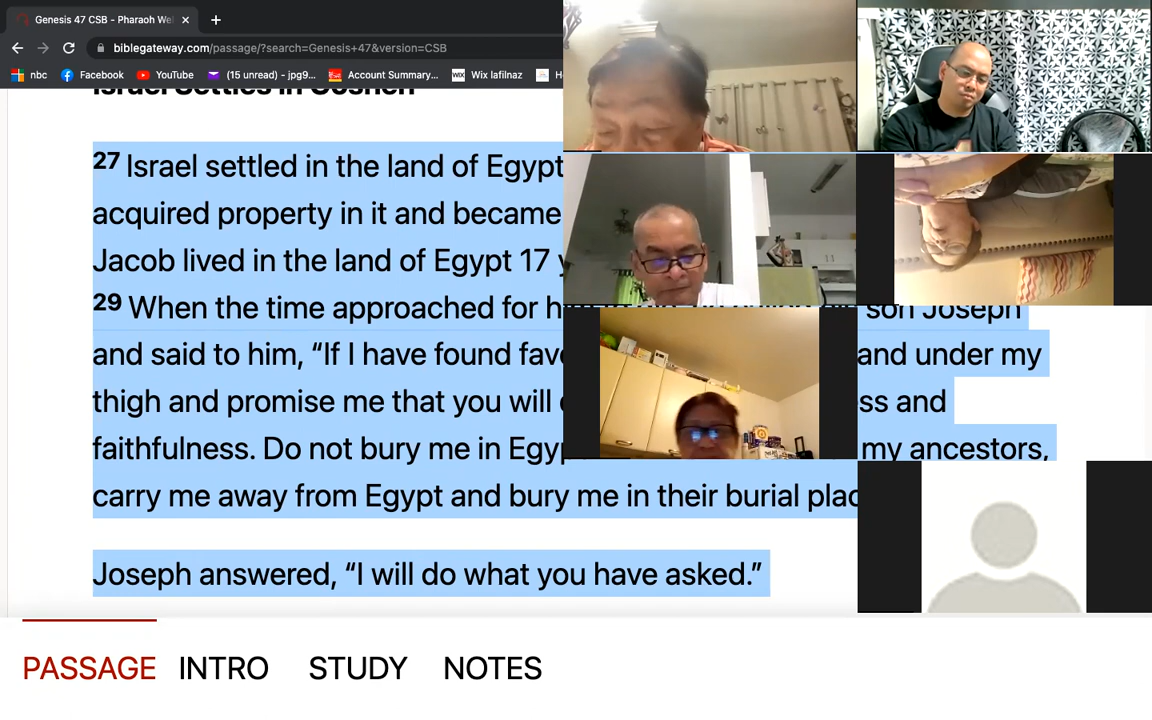 Genesis 47 CSB - Pharaoh We
biblegateway.com/passage/?search=Genesis+47&version=CSB
nbc Facebook YouTube (15 unread) - jpg9... Account Summary... Wix lafilnaz H
Israel Settles in Goshen
27 Israel settled in the land of Egypt
acquired property in it and became
Jacob lived in the land of Egypt 17
29 When the time approached for son Joseph
and said to him, “If I have found and under my
thigh and promise me that you will and
faithfulness. Do not bury me in my ancestors,
carry me away from Egypt and bury me in their burial
Joseph answered, “I will do what you have asked.”
PASSAGE INTRO STUDY NOTES